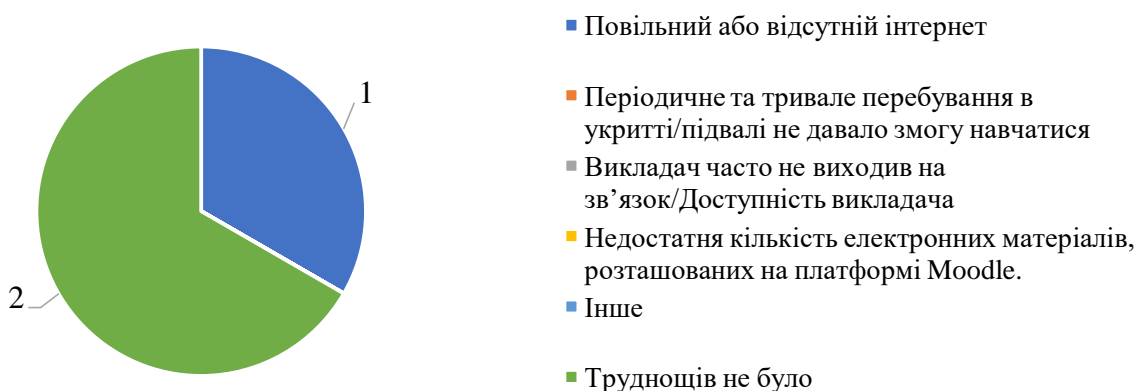 1
2
Повільний або відсутній інтернет
Періодичне та тривале перебування в
укритті/підвалі не давало змогу навчатися
Викладач часто не виходив на
зв’язок/Доступність викладача
Недостатня кількість електронних матеріалів,
розташованих на платформі Moodle.
Інше
Труднощів не було